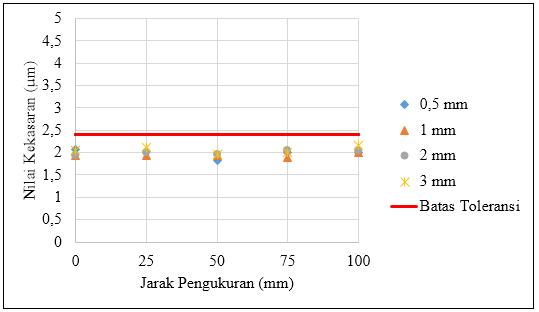 5
4,5
4
3,5
3
2,5
2
1,5
1
0,5
0
Nilai Kekasaran (µm)
0 25 50 75 100
Jarak Pengukuran (mm)
0,5 mm
1 mm
2 mm
3 mm
Batas Toleransi